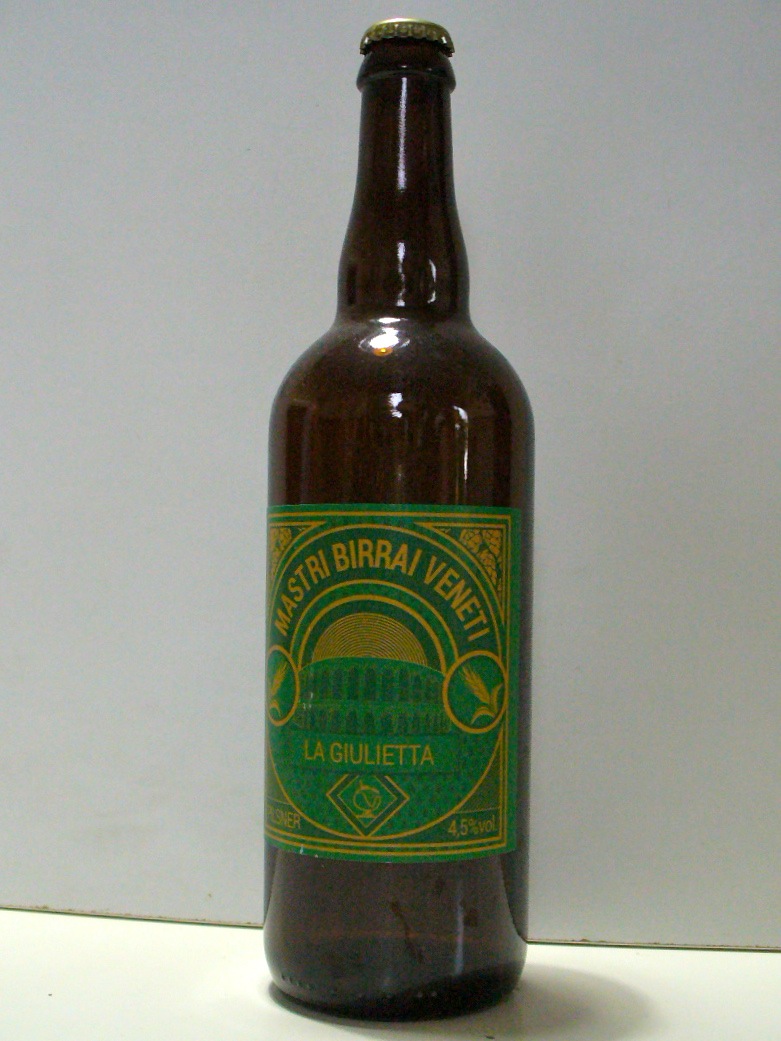 MASTRI BIRRAI VENETI
LA GIULIETTA
4,5%vol.